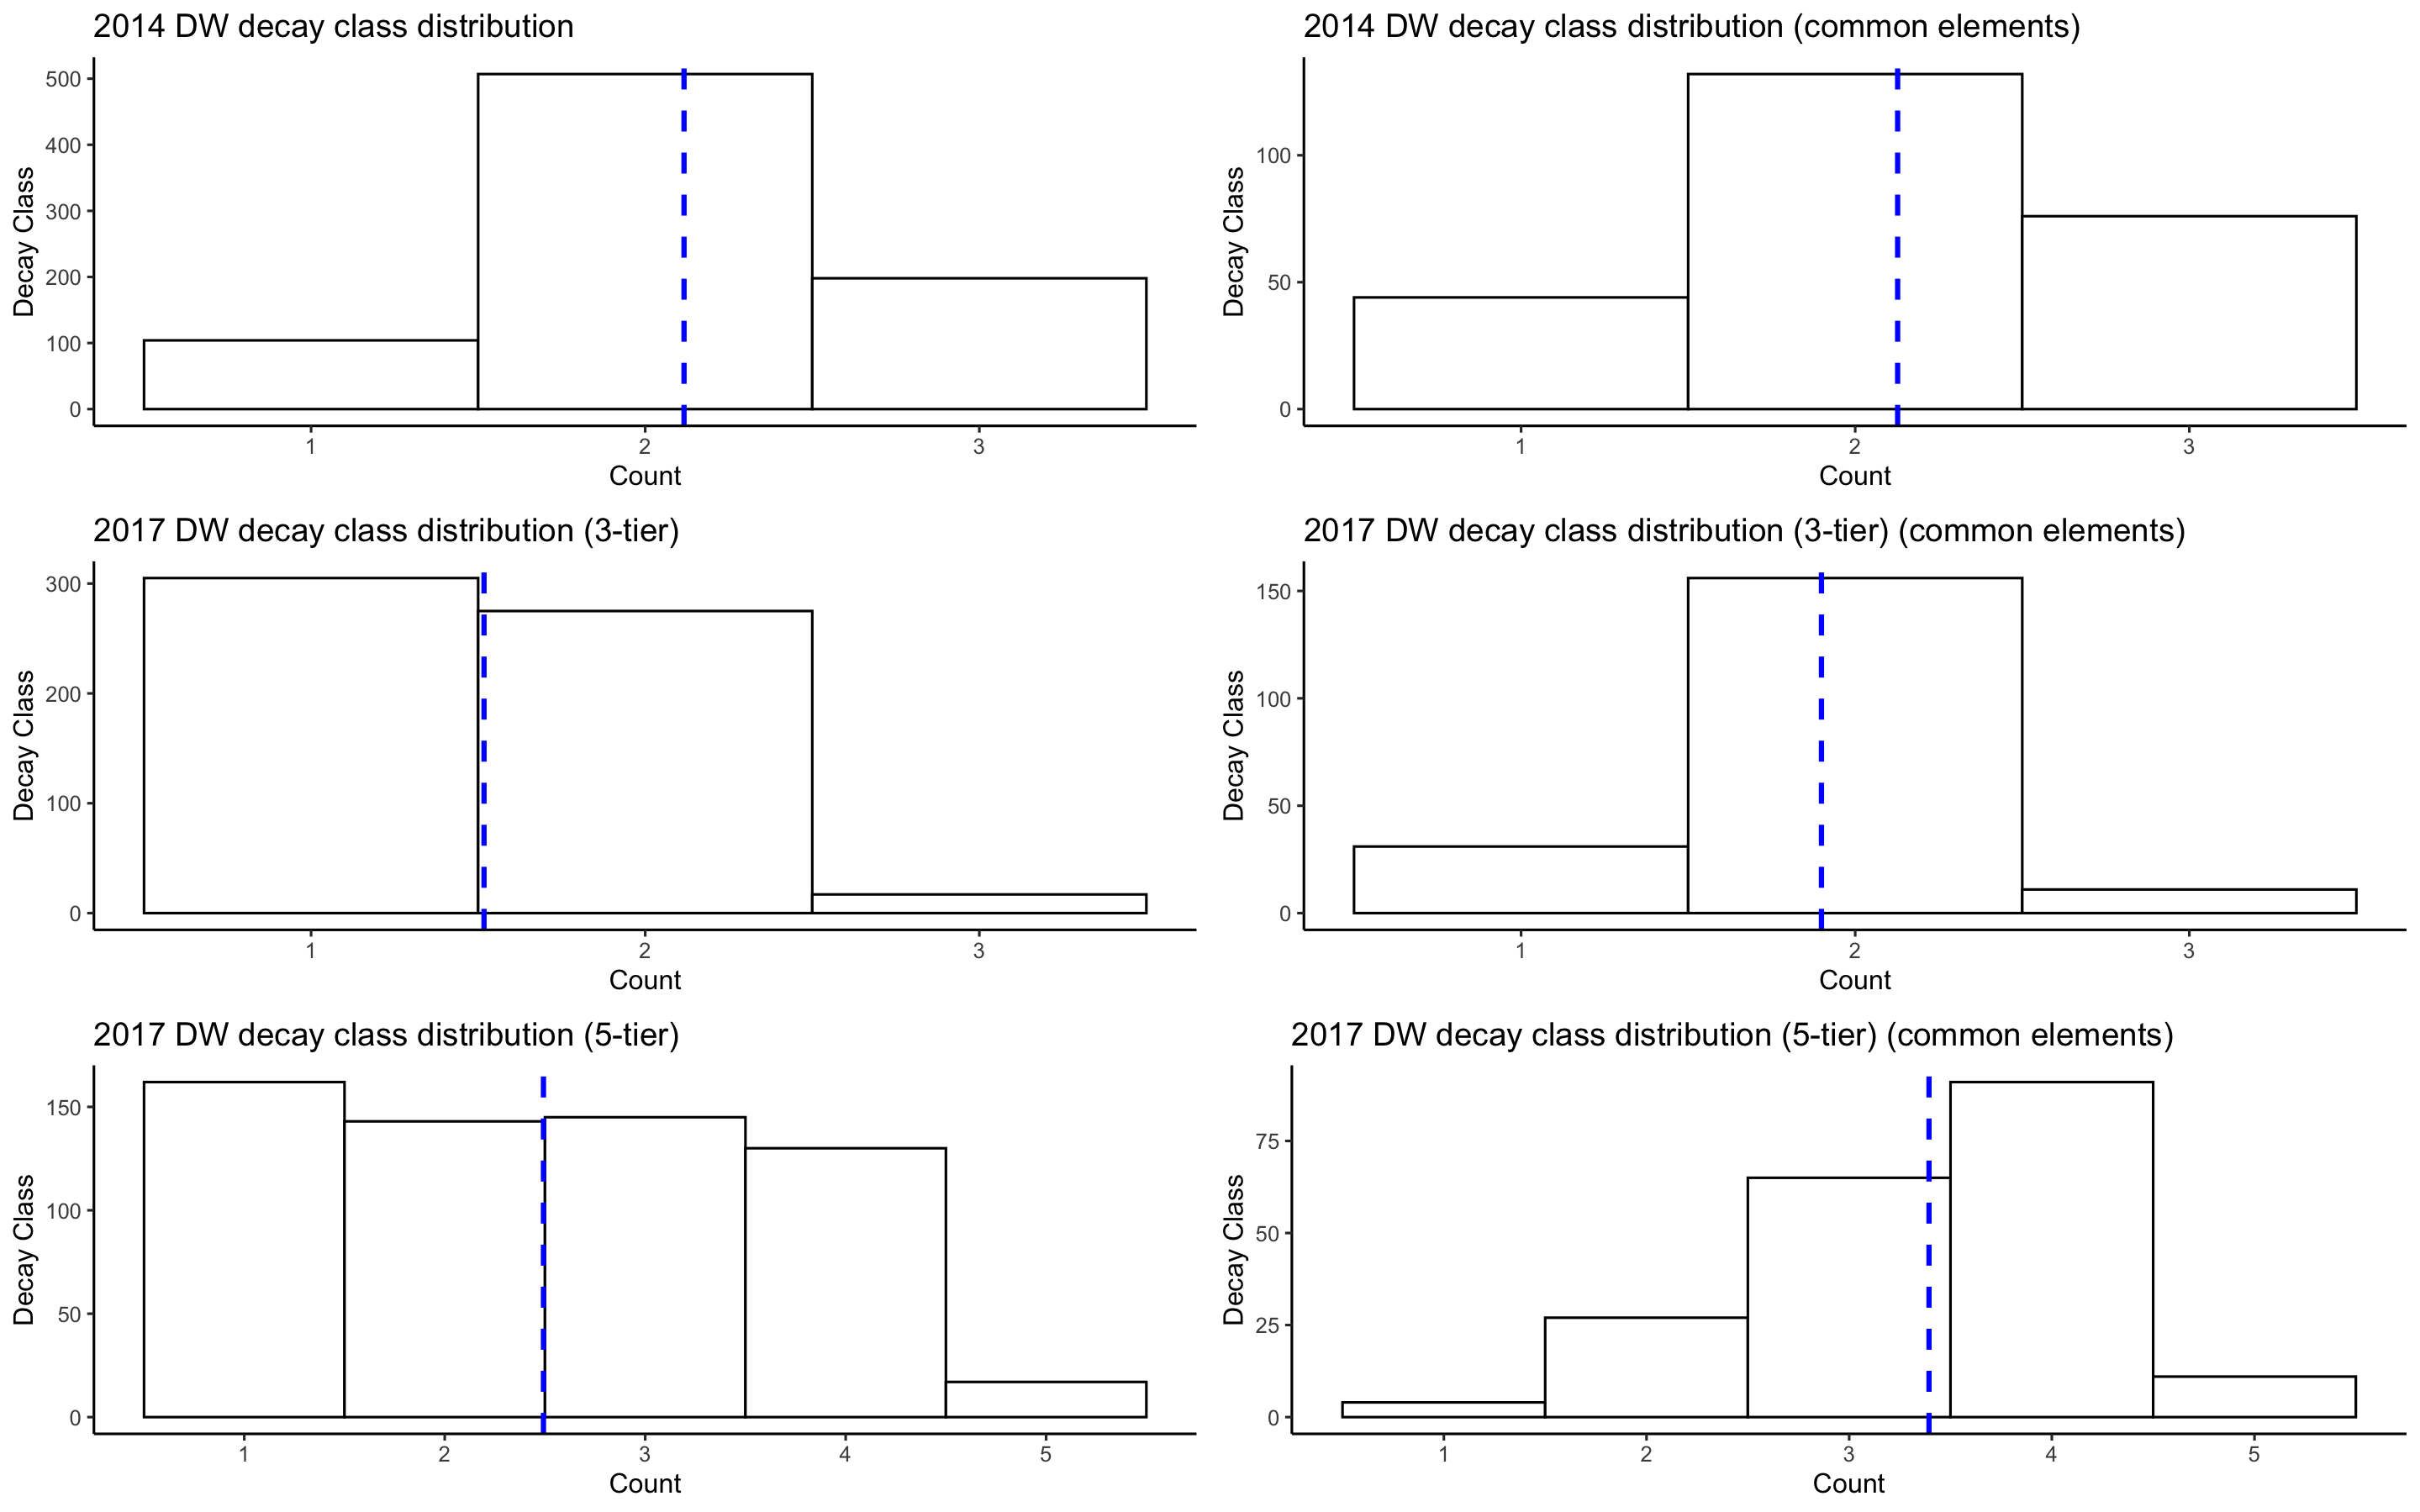 2014 DW decay class distribution
500
400
300
200
100
0
Decay Class
1 2 3
Count
2014 DW decay class distribution (common elements)
100
50
0
Decay Class
1 2 3
Count
2017 DW decay class distribution (3-tier)
300
200
100
0
Decay Class
1 2 3
Count
2017 DW decay class distribution (3-tier) (common elements)
150
100
50
0
Decay Class
1 2 3
Count
2017 DW decay class distribution (5-tier)
150
100
50
0
Decay Class
1 2 3 4 5
Count
2017 DW decay class distribution (5-tier) (common elements)
75
50
25
0
Decay Class
1 2 3 4 5
Count